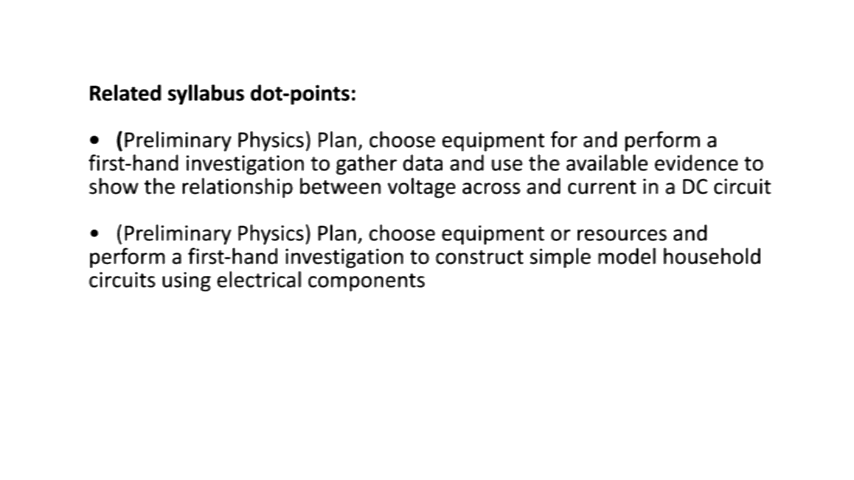 Related syllabus dot-points:
• (Preliminary Physics) Plan, choose equipment for and perform a
first-hand investigation to gather data and use the available evidence to
show the relationship between voltage across and current in a DC circuit
• (Preliminary Physics) Plan, choose equipment or resources and
perform a first-hand investigation to construct simple model household
circuits using electrical components